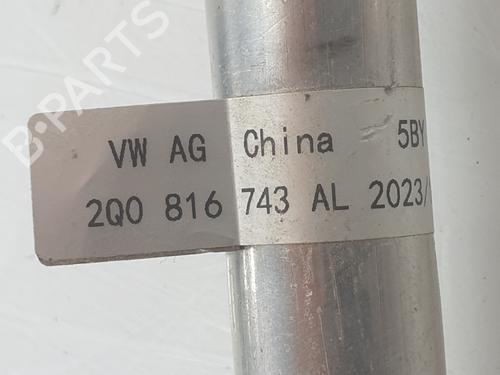 B-PARTS
VW AG China 5BY
2Q0 816 743 AL 2023/